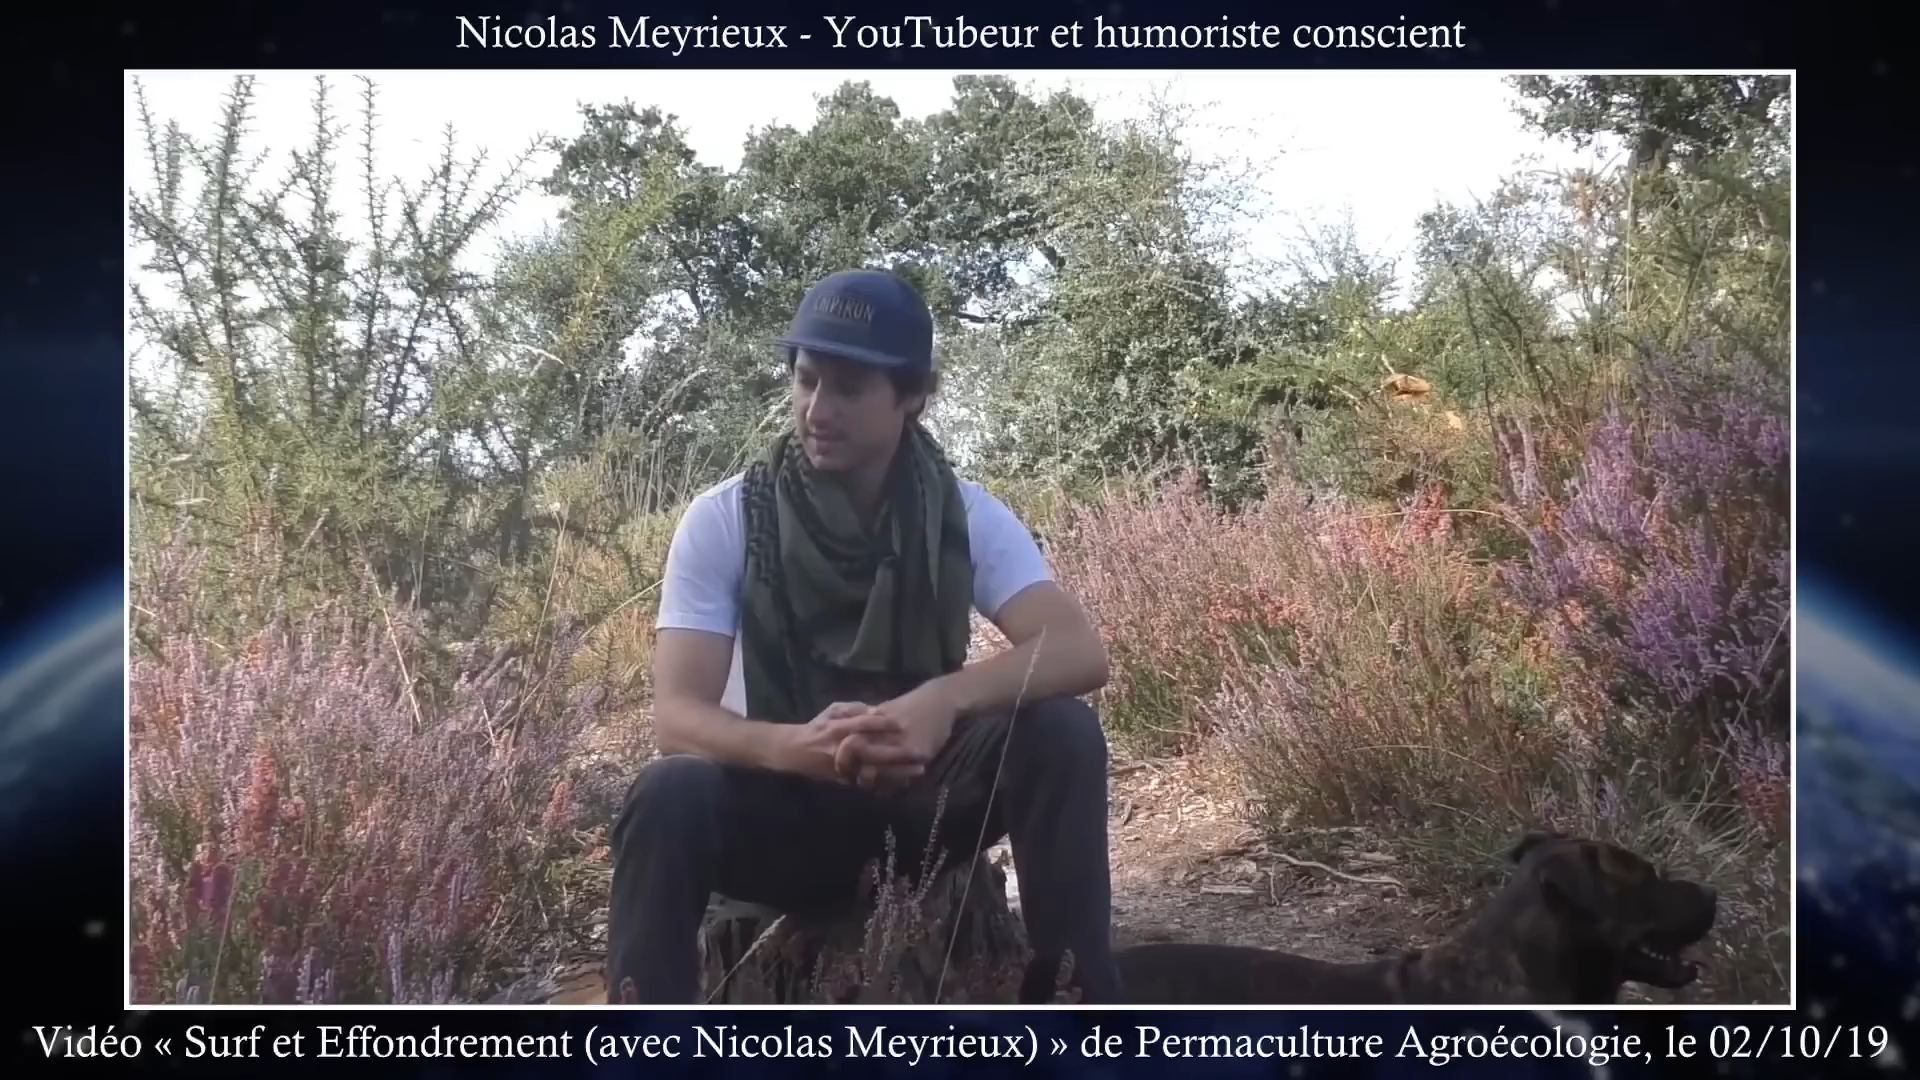 Nicolas Meyrieux - YouTubeur et humoriste conscient
Vidéo « Surf et Effondrement (avec Nicolas Meyrieux) » de Permaculture Agroécologie, le 02/10/19